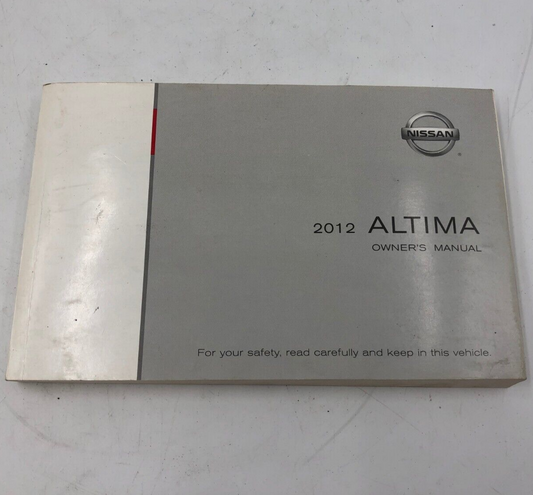 NISSAN
2012 ALTIMA
OWNER'S MANUAL
For your safety, read carefully and keep in this vehicle.